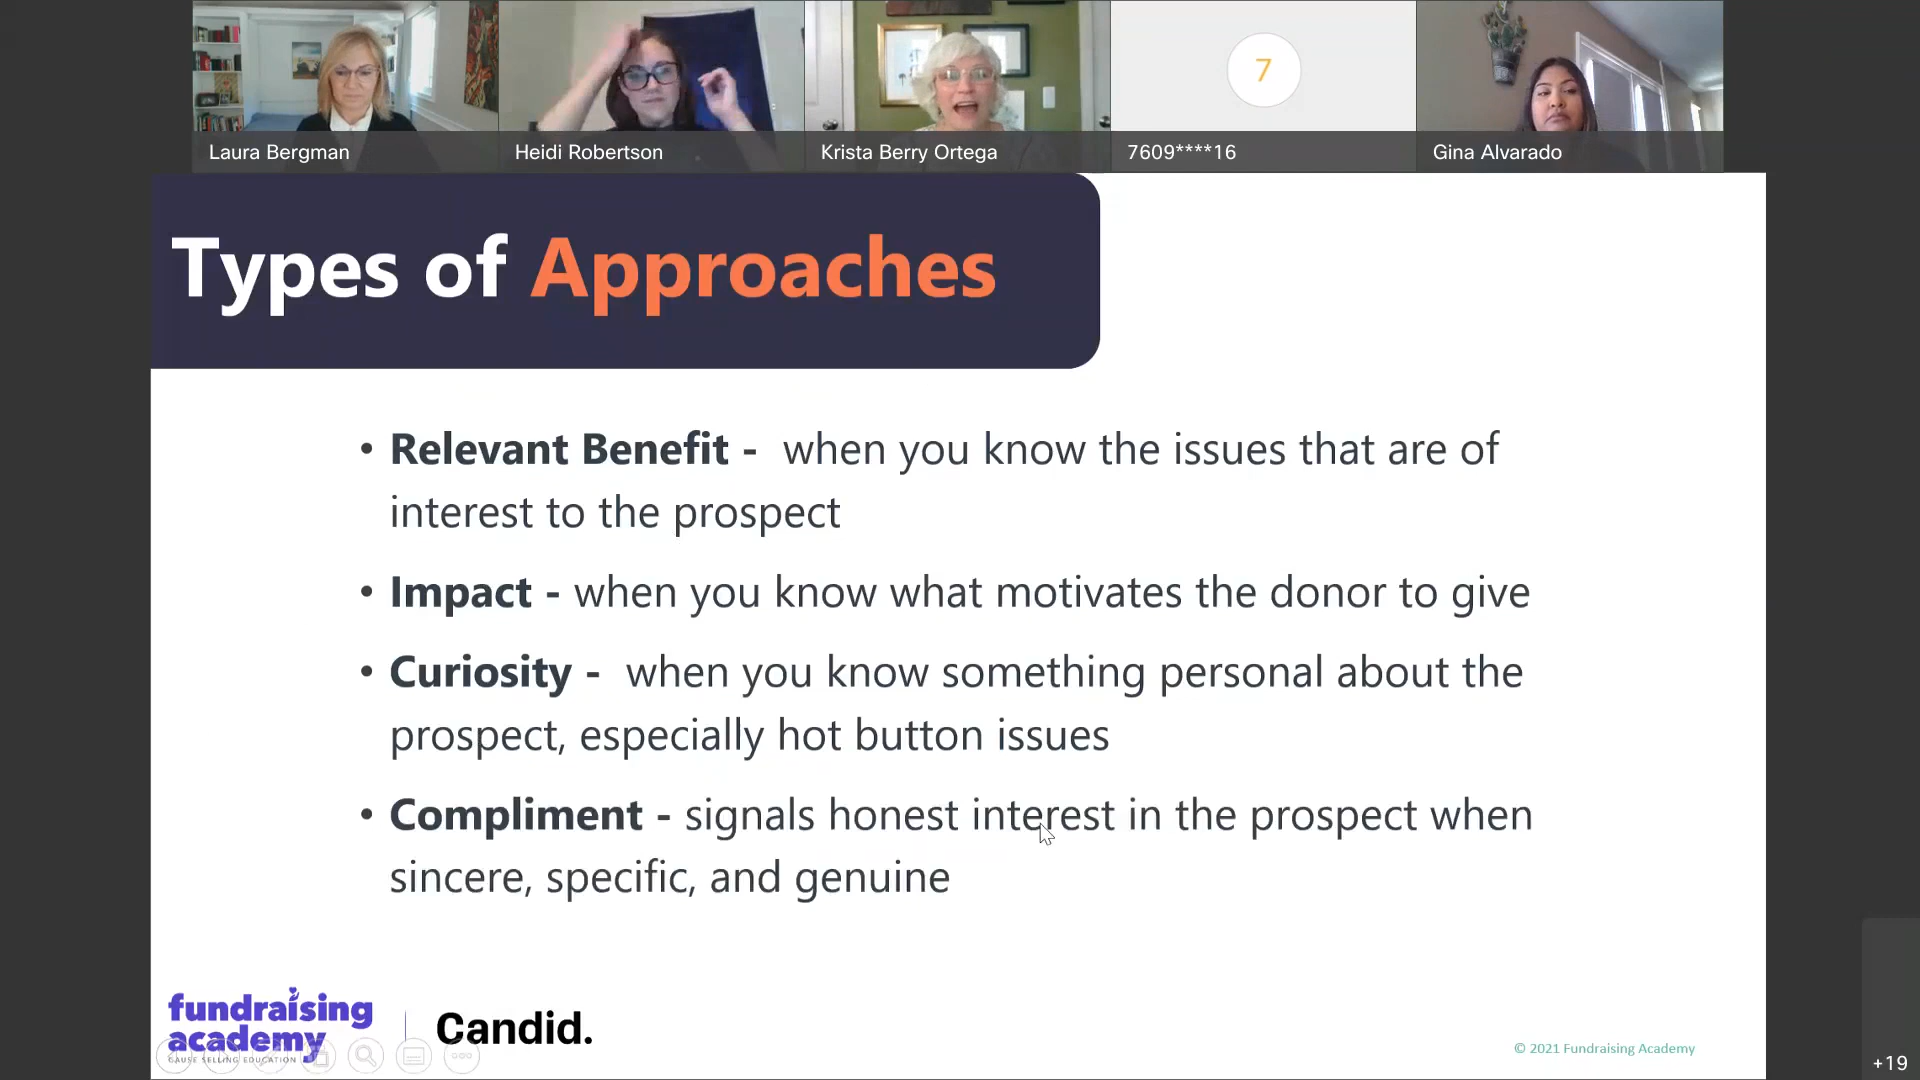 Laura Bergman
Heidi Robertson
Krista Berry Ortega
7
7609****16
Gina Alvarado
Types of Approaches
• Relevant Benefit - when you know the issues that are of
interest to the prospect
• Impact - when you know what motivates the donor to give
• Curiosity - when you know something personal about the
prospect, especially hot button issues
• Compliment - signals honest interest in the prospect when
sincere, specific, and genuine
fundraising
academy
CAUSE SELLING EDUCATION
Candid.
© 2021 Fundraising Academy
+19